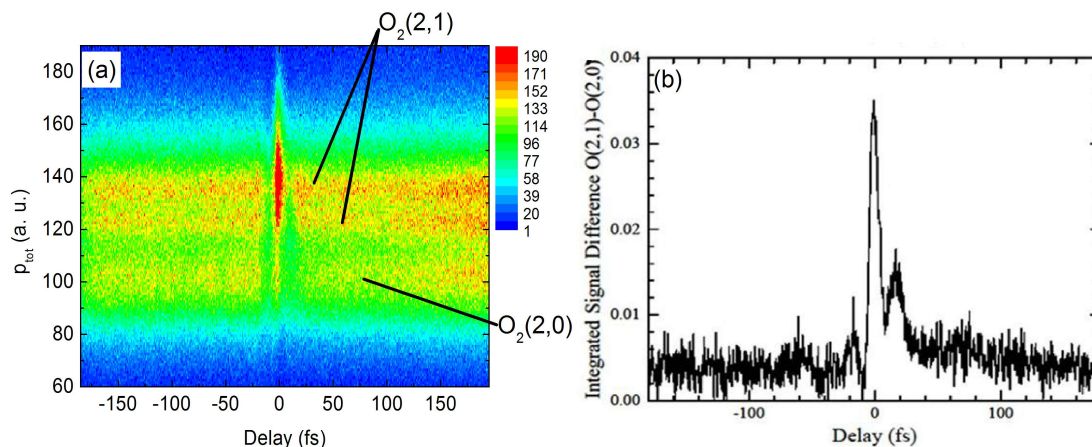 O2(2,1)
(a)
180
160
140
120
100
80
60
ptot (a. u.)
-150 -100 -50 0 50 100 150
Delay (fs)
190
171
152
133
114
96
77
58
39
20
1
O2(2,0)
(b)
0.04
0.03
0.02
0.01
0.00
Integrated Signal Difference O(2,1)-O(2,0)
-100 0 100
Delay (fs)